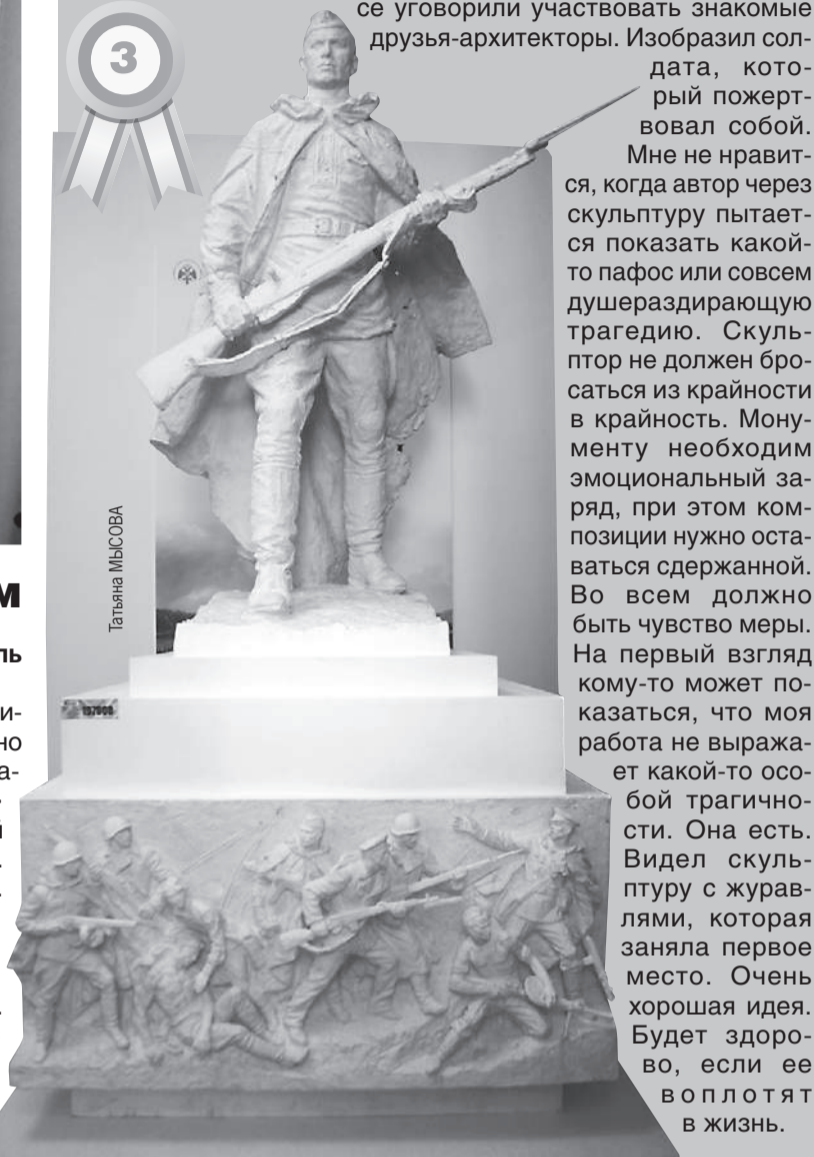 3
се уговорили участвовать знакомые
друзья-архитекторы. Изобразил сол-
дата, кото-
рый пожерт-
вовал собой.
Мне не нравит-
ся, когда автор через
скульптуру пытает-
ся показать какой-
то пафос или совсем
душераздирающую
трагедию. Скуль-
птор не должен бро-
саться из крайности
в крайность. Мону-
менту необходим
эмоциональный за-
ряд, при этом ком-
позиции нужно оста-
ваться сдержанной.
Во всем должно
быть чувство меры.
На первый взгляд
кому-то может по-
казаться, что моя
работа не выража-
ет какой-то осо-
бой трагично-
сти. Она есть.
Видел скуль-
птуру с журав-
лями, которая
заняла первое
место. Очень
хорошая идея.
Будет здоро-
во, если ее
воплотят
в жизнь.
Татьяна МЫСОВА
м
ль
и-
но
а-